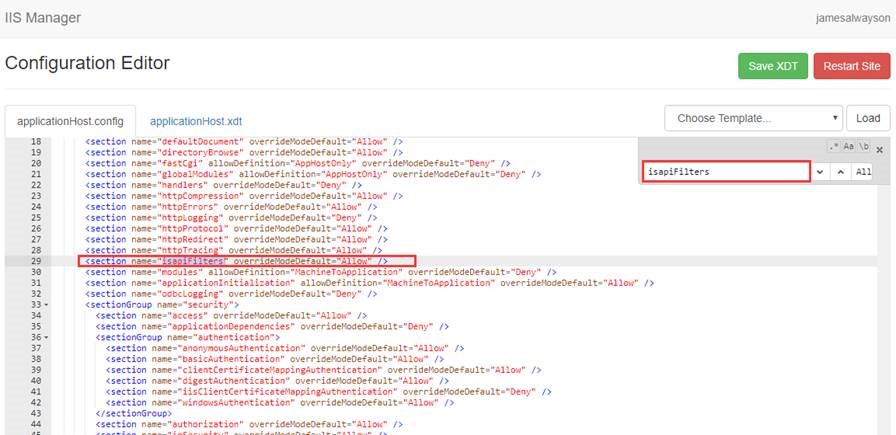 IIS Manager
jamesalwayson
Configuration Editor
Save XDT
Restart Site
applicationHost.config
applicationHost.xdt
Choose Template...
Load
.* Aa \b
isapiFilters
All
18 <section name="defaultDocument" overrideModeDefault="Allow" />
19 <section name="directoryBrowse" overrideModeDefault="Allow" />
20 <section name="fastCgi" allowDefinition="AppHostOnly" overrideModeDefault="Deny" />
21 <section name="globalModules" allowDefinition="AppHostOnly" overrideModeDefault="Deny" />
22 <section name="handlers" overrideModeDefault="Deny" />
23 <section name="httpCompression" overrideModeDefault="Allow" />
24 <section name="httpErrors" overrideModeDefault="Allow" />
25 <section name="httpLogging" overrideModeDefault="Deny" />
26 <section name="httpProtocol" overrideModeDefault="Allow" />
27 <section name="httpRedirect" overrideModeDefault="Allow" />
28 <section name="httpTracing" overrideModeDefault="Allow" />
29 <section name="isapiFilters" overrideModeDefault="Allow" />
30 <section name="modules" allowDefinition="MachineToApplication" overrideModeDefault="Deny" />
31 <section name="applicationInitialization" allowDefinition="MachineToApplication" overrideModeDefault="Allow" />
32 <section name="odbcLogging" overrideModeDefault="Deny" />
33 <sectionGroup name="security">
34 <section name="access" overrideModeDefault="Allow" />
35 <section name="applicationDependencies" overrideModeDefault="Deny" />
36 <sectionGroup name="authentication">
37 <section name="anonymousAuthentication" overrideModeDefault="Allow" />
38 <section name="basicAuthentication" overrideModeDefault="Allow" />
39 <section name="clientCertificateMappingAuthentication" overrideModeDefault="Allow" />
40 <section name="digestAuthentication" overrideModeDefault="Allow" />
41 <section name="iisClientCertificateMappingAuthentication" overrideModeDefault="Deny" />
42 <section name="windowsAuthentication" overrideModeDefault="Allow" />
43 </sectionGroup>
44 <section name="authorization" overrideModeDefault="Allow" />